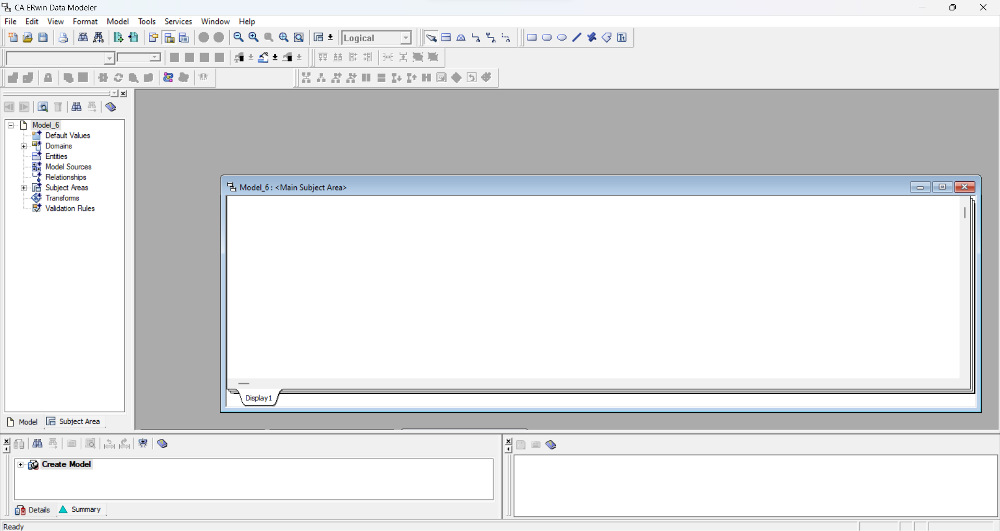 CA ERwin Data Modeler
File Edit View Format Model Tools Services Window Help
Logical
Model_6
Default Values
Domains
Entities
Model Sources
Relationships
Subject Areas
Transforms
Validation Rules
Model_6 : <Main Subject Area>
Display1
Model Subject Area
Create Model
Details Summary
Ready